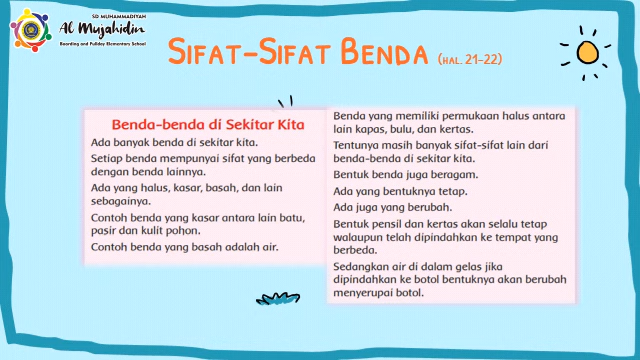 SD MUHAMMADIYAH
Al Mujahidin
Boarding and Fullday Elementary School
SIFAT-SIFAT BENDA (HAL. 21-22)
Benda-benda di Sekitar Kita
Ada banyak benda di sekitar kita.
Setiap benda mempunyai sifat yang berbeda
dengan benda lainnya.
Ada yang halus, kasar, basah, dan lain
sebagainya.
Contoh benda yang kasar antara lain batu,
pasir dan kulit pohon.
Contoh benda yang basah adalah air.
Benda yang memiliki permukaan halus antara
lain kapas, bulu, dan kertas.
Tentunya masih banyak sifat-sifat lain dari
benda-benda di sekitar kita.
Bentuk benda juga beragam.
Ada yang bentuknya tetap.
Ada juga yang berubah.
Bentuk pensil dan kertas akan selalu tetap
walaupun telah dipindahkan ke tempat yang
berbeda.
Sedangkan air di dalam gelas jika
dipindahkan ke botol bentuknya akan berubah
menyerupai botol.